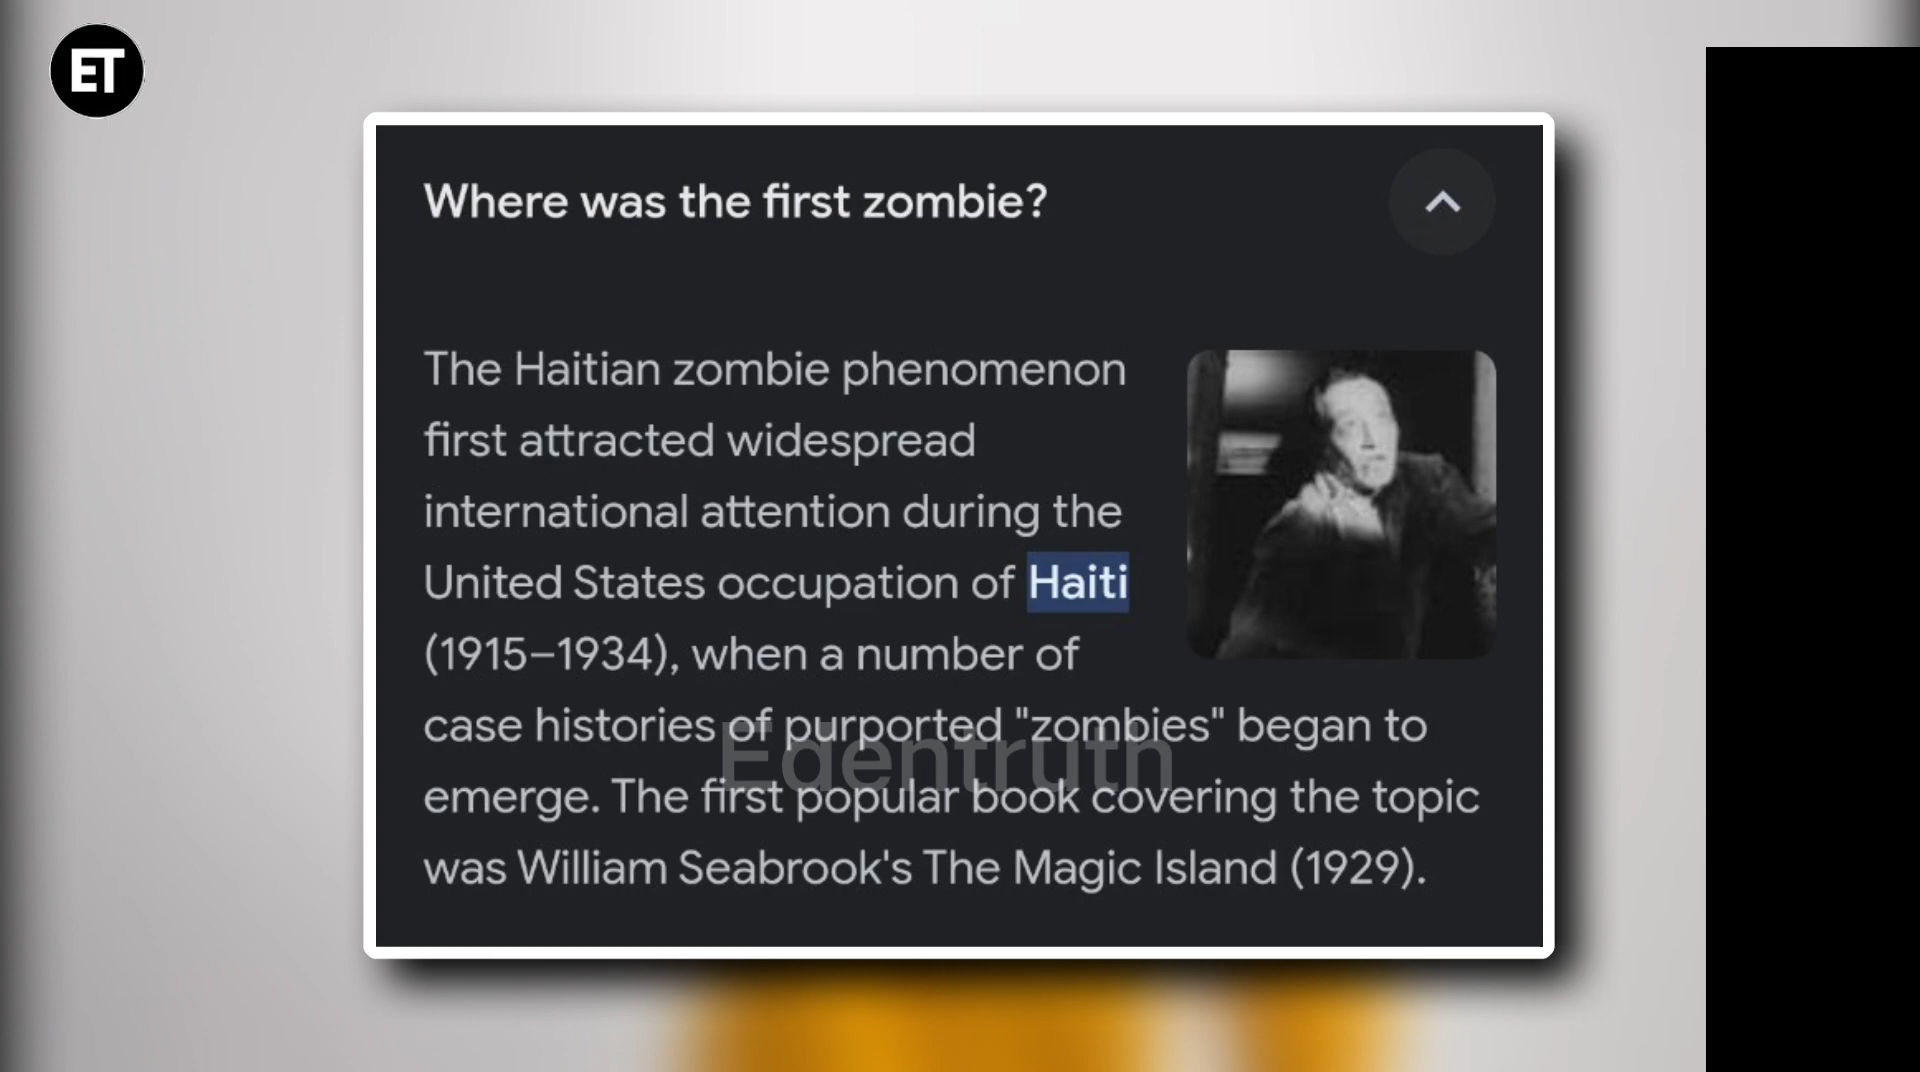 ET
Where was the first zombie?
The Haitian zombie phenomenon
first attracted widespread
international attention during the
United States occupation of Haiti
(1915–1934), when a number of
case histories of purported "zombies" began to
Edentruth
emerge. The first popular book covering the topic
was William Seabrook's The Magic Island (1929).